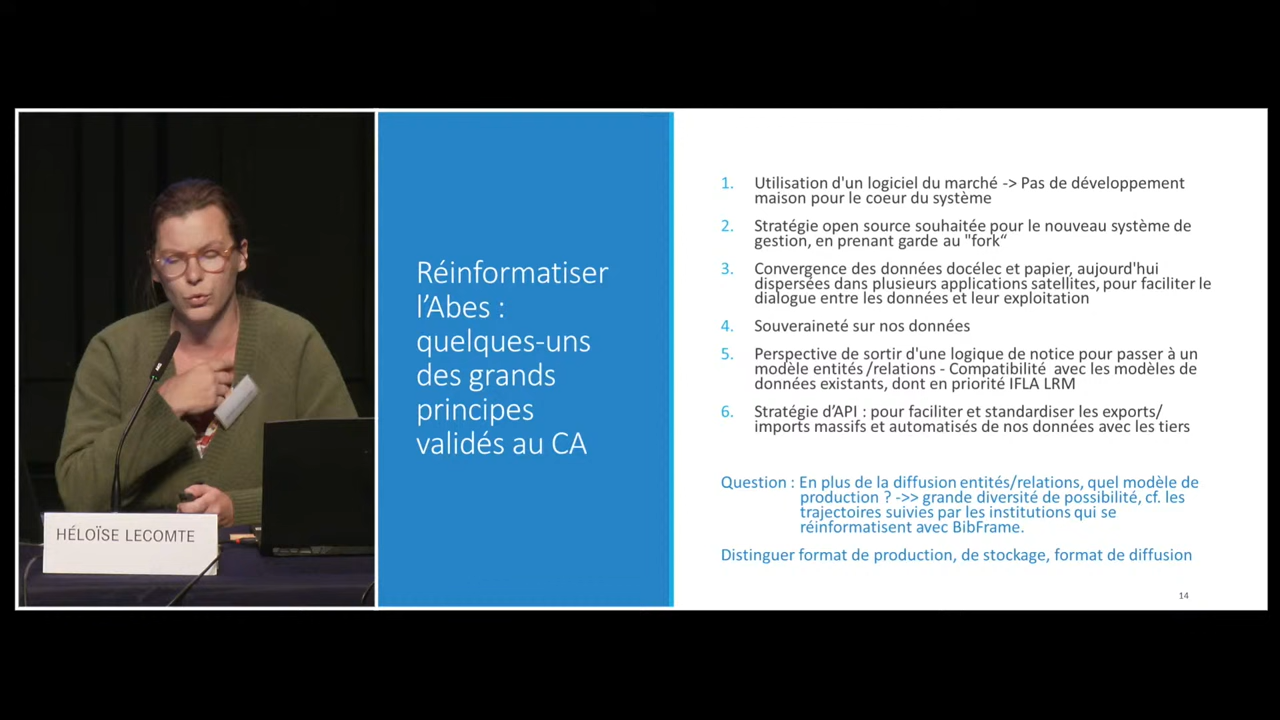 HÉLOÏSE LECOMTE
Réinformatiser
l’Abes :
quelques-uns
des grands
principes
validés au CA
1. Utilisation d'un logiciel du marché -> Pas de développement
maison pour le coeur du système
2. Stratégie open source souhaitée pour le nouveau système de
gestion, en prenant garde au "fork“
3. Convergence des données docélec et papier, aujourd'hui
dispersées dans plusieurs applications satellites, pour faciliter le
dialogue entre les données et leur exploitation
4. Souveraineté sur nos données
5. Perspective de sortir d'une logique de notice pour passer à un
modèle entités /relations - Compatibilité avec les modèles de
données existants, dont en priorité IFLA LRM
6. Stratégie d’API : pour faciliter et standardiser les exports/
imports massifs et automatisés de nos données avec les tiers
Question : En plus de la diffusion entités/relations, quel modèle de
production ? ->> grande diversité de possibilité, cf. les
trajectoires suivies par les institutions qui se
réinformatisent avec BibFrame.
Distinguer format de production, de stockage, format de diffusion
14